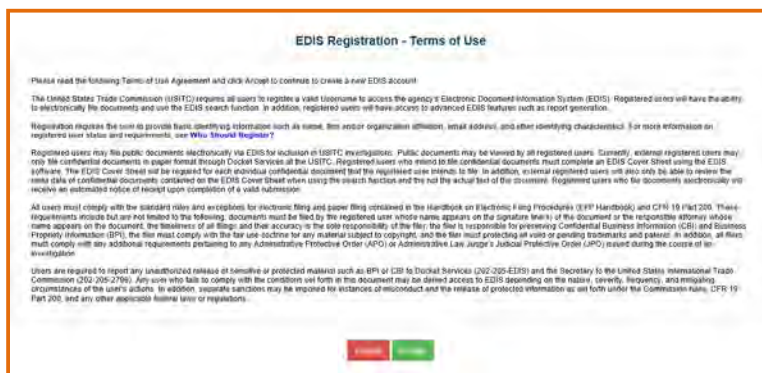 EDIS Registration - Terms of Use
Please read the following Terms of Use Agreement and click Accept to continue to create a new EDIS account.
The United States Trade Commission (USITC) requires all users to register a valid Username to access the agency's Electronic Document Information System (EDIS). Registered users will have the ability
to electronically file documents and use the EDIS search function. In addition, registered users will have access to advanced EDIS features such as report generation.
Registration requires the user to provide basic identifying information such as name, firm and/or organization affiliation, email address, and other identifying characteristics. For more information on
registered user status and requirements, see Who Should Register?
Registered users may file public documents electronically via EDIS for inclusion in USITC investigations. Public documents may be viewed by all registered users. Currently, external registered users may
only file confidential documents in paper format through Docket Services at the USITC. Registered users who intend to file confidential documents must complete an EDIS Cover Sheet using the EDIS
software. The EDIS Cover Sheet will be required for each individual confidential document that the registered user intends to file. In addition, external registered users will also only be able to review the
meta data of confidential documents contained on the EDIS Cover Sheet when using the search function and the not the actual text of the document. Registered users who file documents electronically will
receive an automated notice of receipt upon completion of a valid submission.
All users must comply with the standard rules and exceptions for electronic filing and paper filing contained in the Handbook on Electronic Filing Procedures (EFP Handbook) and CFR 19 Part 200. These
requirements include but are not limited to the following, documents must be filed by the registered user whose name appears on the signature line(s) of the document or the responsible attorney whose
name appears on the document, the timeliness of all filings and their accuracy is the sole responsibility of the filer, the filer is responsible for preserving Confidential Business Information (CBI) and Business
Propriety Information (BPI), the filer must comply with the fair use doctrine for any material subject to copyright, and the filer must protecting all valid or pending trademarks and patents. In addition, all filers
must comply with any additional requirements pertaining to any Administrative Protective Order (APO) or Administrative Law Judge's Judicial Protective Order (JPO) issued during the course of an
investigation.
Users are required to report any unauthorized release of sensitive or protected material such as BPI or CBI to Docket Services (202-205-EDIS) and the Secretary to the United States International Trade
Commission (202-205-2799). Any user who fails to comply with the conditions set forth in this document may be denied access to EDIS depending on the nature, severity, frequency, and mitigating
circumstances of the user's actions. In addition, separate sanctions may be imposed for instances of misconduct and the release of protected information as set forth under the Commission rules, CFR 19
Part 200, and any other applicable federal laws or regulations.